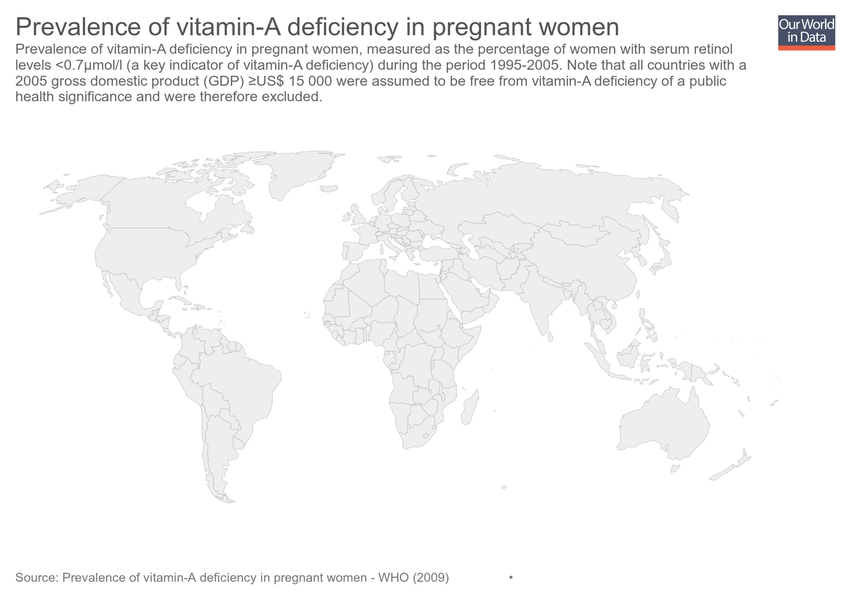 Prevalence of vitamin-A deficiency in pregnant women
Our World
in Data
Prevalence of vitamin-A deficiency in pregnant women, measured as the percentage of women with serum retinol
levels <0.7μmol/l (a key indicator of vitamin-A deficiency) during the period 1995-2005. Note that all countries with a
2005 gross domestic product (GDP) ≥US$ 15 000 were assumed to be free from vitamin-A deficiency of a public
health significance and were therefore excluded.
Source: Prevalence of vitamin-A deficiency in pregnant women - WHO (2009) •